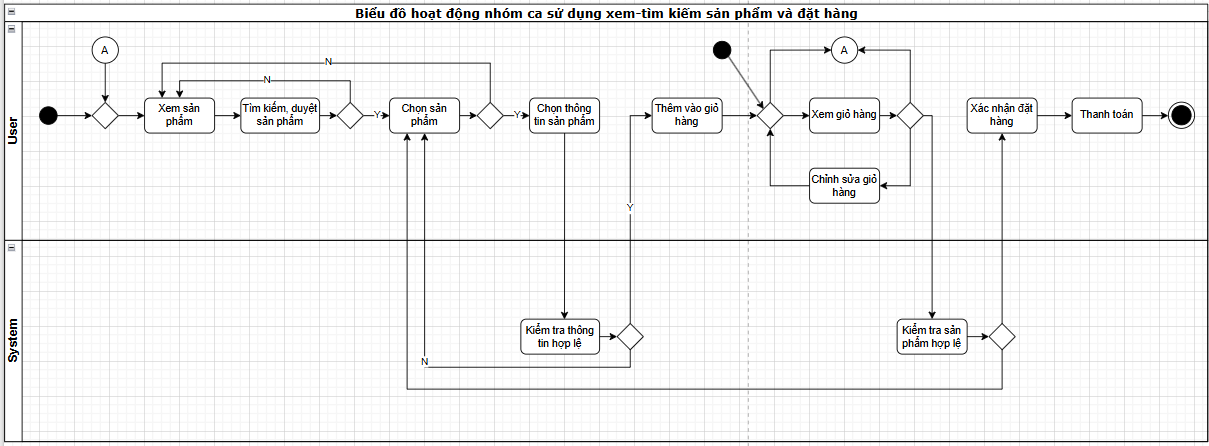 Biểu đồ hoạt động nhóm ca sử dụng xem-tìm kiếm sản phẩm và đặt hàng
User
A
Xem sản
phẩm
Tìm kiếm, duyệt
sản phẩm
N
N
Y
Chọn sản
phẩm
Y
Chọn thông
tin sản phẩm
Thêm vào giỏ
hàng
A
Xem giỏ hàng
Chỉnh sửa giỏ
hàng
Xác nhận đặt
hàng
Thanh toán
Y
System
Kiểm tra thông
tin hợp lệ
N
Kiểm tra sản
phẩm hợp lệ